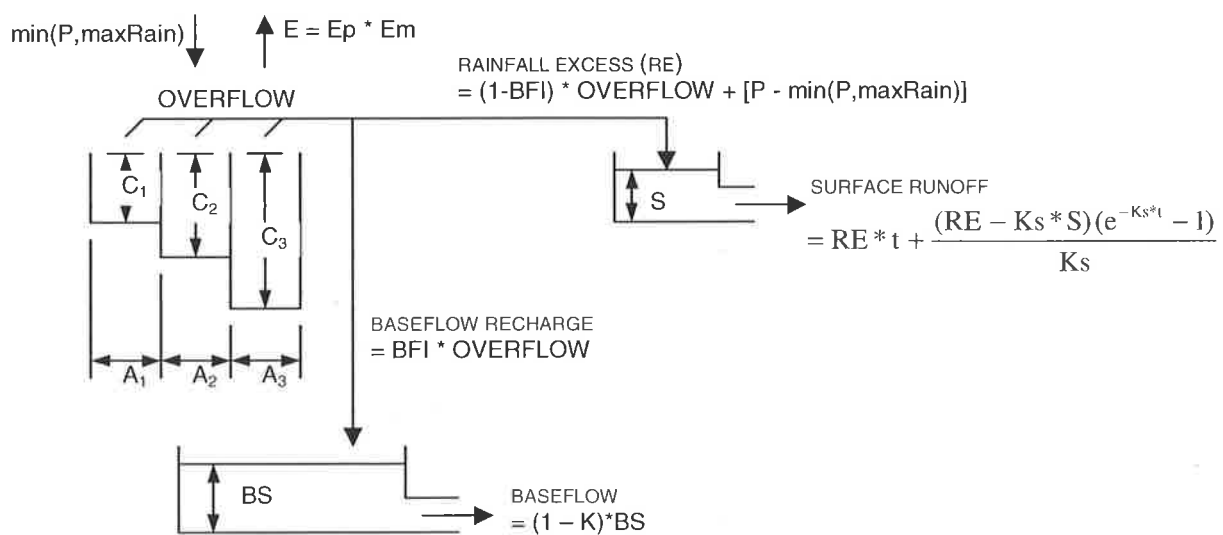 min(P,maxRain)
E = Ep * Em
OVERFLOW
RAINFALL EXCESS (RE)
= (1-BFI) * OVERFLOW + [P - min(P,maxRain)]
C₁
C₂
C₃
S
SURFACE RUNOFF
= RE * t + (RE – Ks * S) (e^{-Ks*t} – 1)
Ks
BASEFLOW RECHARGE
= BFI * OVERFLOW
A₁
A₂
A₃
BS
BASEFLOW
= (1 – K)*BS